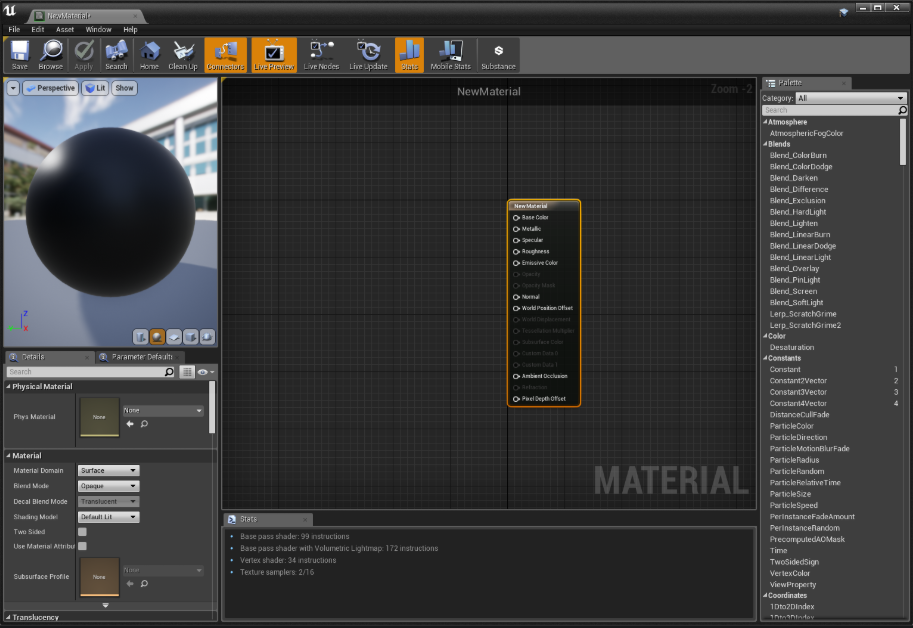 NewMaterial*
File Edit Asset Window Help
Save Browse Apply Search Home Clean Up Connectors Live Preview Live Nodes Live Update Stats Mobile Stats Substance
Perspective Lit Show
Z
X
Details Parameter Defaults
Search
Physical Material
Phys Material
None
None
Material
Material Domain Surface
Blend Mode Opaque
Decal Blend Mode Translucent
Shading Model Default Lit
Two Sided
Use Material Attribu
Subsurface Profile
None
None
Translucency
NewMaterial
Zoom -2
NewMaterial
Base Color
Metallic
Specular
Roughness
Emissive Color
Opacity
Opacity Mask
Normal
World Position Offset
World Displacement
Tessellation Multiplier
Subsurface Color
Custom Data 0
Custom Data 1
Ambient Occlusion
Refraction
Pixel Depth Offset
MATERIAL
Stats
Base pass shader: 99 instructions
Base pass shader with Volumetric Lightmap: 172 instructions
Vertex shader: 34 instructions
Texture samplers: 2/16
Palette
Category: All
Search
Atmosphere
AtmosphericFogColor
Blends
Blend_ColorBurn
Blend_ColorDodge
Blend_Darken
Blend_Difference
Blend_Exclusion
Blend_HardLight
Blend_Lighten
Blend_LinearBurn
Blend_LinearDodge
Blend_LinearLight
Blend_Overlay
Blend_PinLight
Blend_Screen
Blend_SoftLight
Lerp_ScratchGrime
Lerp_ScratchGrime2
Color
Desaturation
Constants
Constant 1
Constant2Vector 2
Constant3Vector 3
Constant4Vector 4
DistanceCullFade
ParticleColor
ParticleDirection
ParticleMotionBlurFade
ParticleRadius
ParticleRandom
ParticleRelativeTime
ParticleSize
ParticleSpeed
PerInstanceFadeAmount
PerInstanceRandom
PrecomputedAOMask
Time
TwoSidedSign
VertexColor
ViewProperty
Coordinates
1Dto2DIndex
1Dto3DIndex